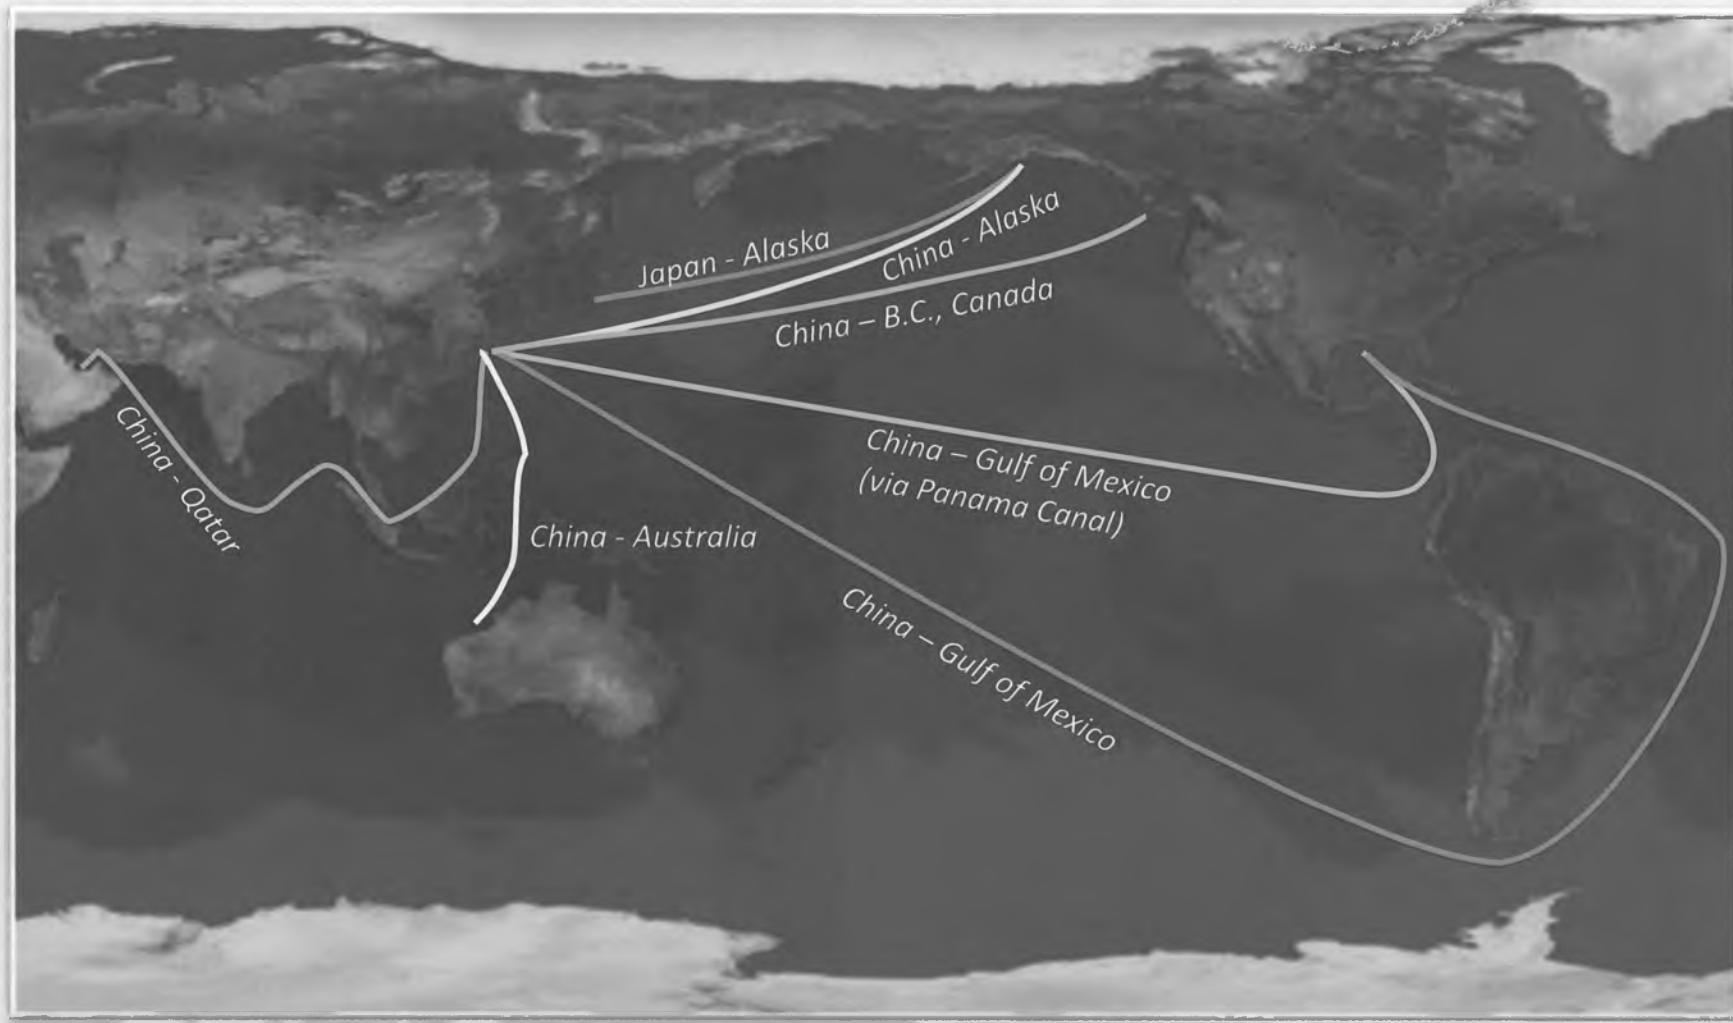 Japan - Alaska
China - Alaska
China – B.C., Canada
China - Qatar
China – Gulf of Mexico
(via Panama Canal)
China - Australia
China – Gulf of Mexico